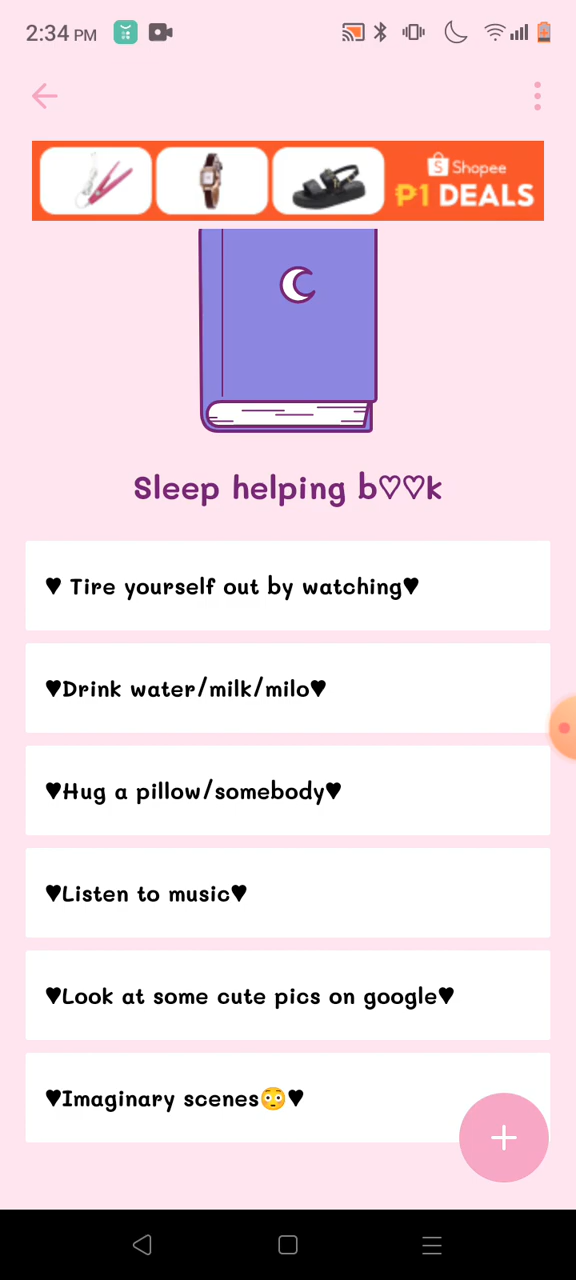 2:34 PM
Shopee
₱1 DEALS
Sleep helping b♡♡k
♥ Tire yourself out by watching♥
♥Drink water/milk/milo♥
♥Hug a pillow/somebody♥
♥Listen to music♥
♥Look at some cute pics on google♥
♥Imaginary scenes😳♥